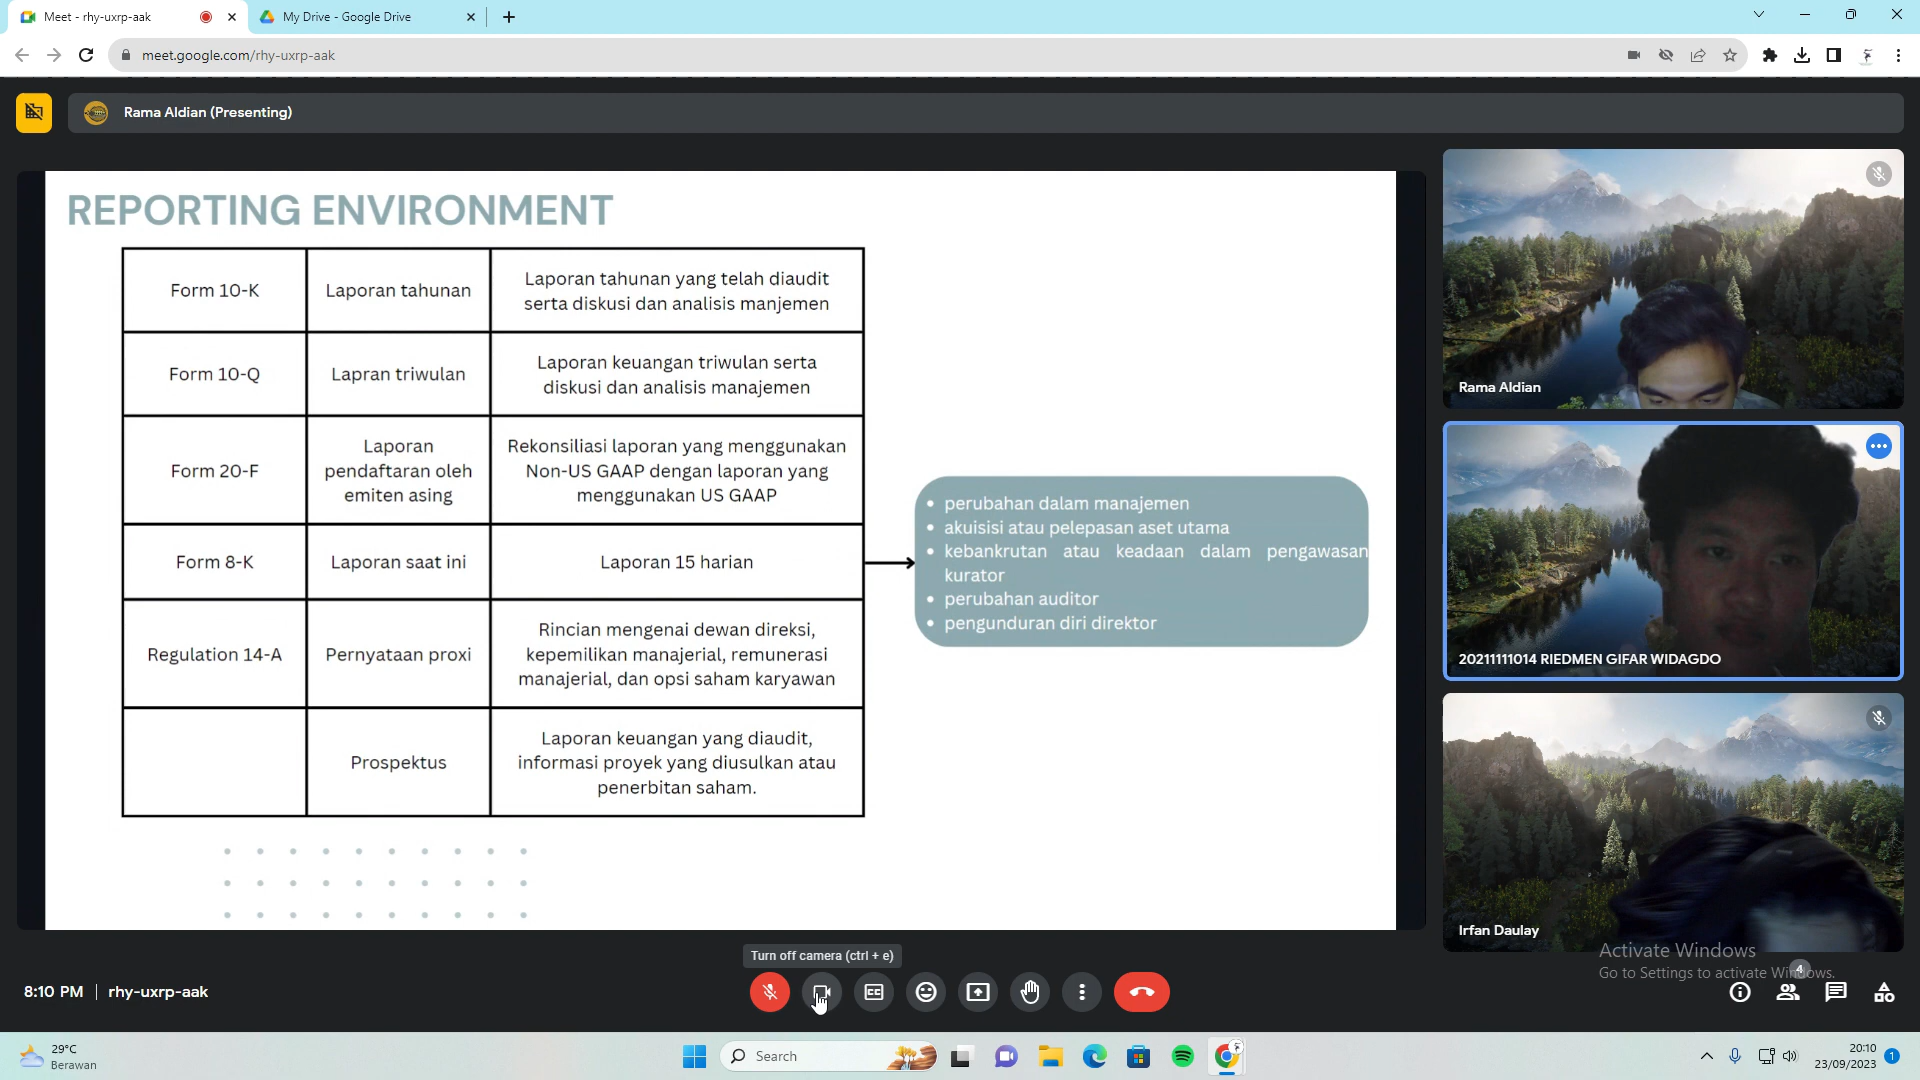 Meet - rhy-uxrp-aak
My Drive - Google Drive
meet.google.com/rhy-uxrp-aak
Rama Aldian (Presenting)
REPORTING ENVIRONMENT
Form 10-K
Laporan tahunan
Laporan tahunan yang telah diaudit
serta diskusi dan analisis manjemen
Form 10-Q
Lapran triwulan
Laporan keuangan triwulan serta
diskusi dan analisis manajemen
Form 20-F
Laporan
pendaftaran oleh
emiten asing
Rekonsiliasi laporan yang menggunakan
Non-US GAAP dengan laporan yang
menggunakan US GAAP
Form 8-K
Laporan saat ini
Laporan 15 harian
• perubahan dalam manajemen
• akuisisi atau pelepasan aset utama
• kebankrutan atau keadaan dalam pengawasan
kurator
• perubahan auditor
• pengunduran diri direktor
Regulation 14-A
Pernyataan proxi
Rincian mengenai dewan direksi,
kepemilikan manajerial, remunerasi
manajerial, dan opsi saham karyawan
Prospektus
Laporan keuangan yang diaudit,
informasi proyek yang diusulkan atau
penerbitan saham.
Rama Aldian
20211111014 RIEDMEN GIFAR WIDAGDO
Irfan Daulay
Activate Windows
Go to Settings to activate Windows.
4
Turn off camera (ctrl + e)
8:10 PM | rhy-uxrp-aak
CC
29°C
Berawan
Search
20:10
23/09/2023
1